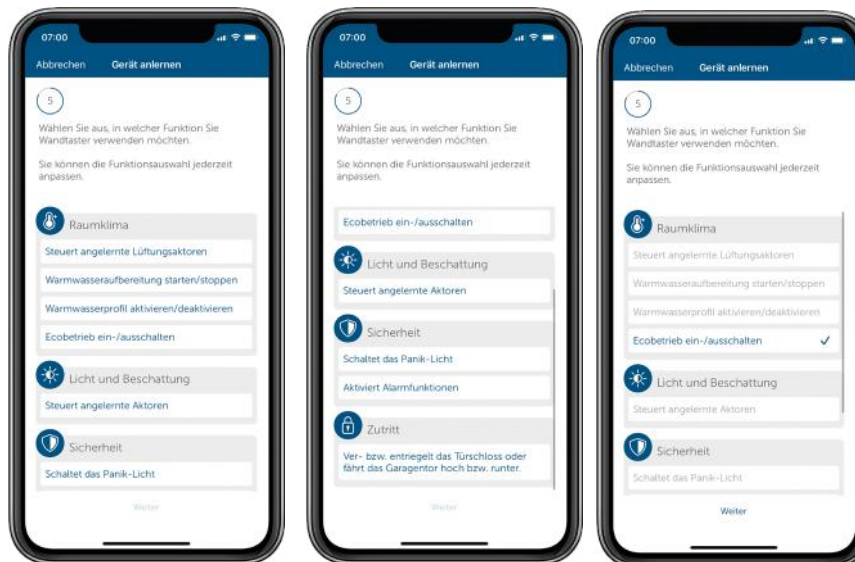 07:00
Abbrechen Gerät anlernen
5
Wählen Sie aus, in welcher Funktion Sie
Wandtaster verwenden möchten.
Sie können die Funktionsauswahl jederzeit
anpassen.
Raumklima
Steuert angelernte Lüftungsaktoren
Warmwasseraufbereitung starten/stoppen
Warmwasserprofil aktivieren/deaktivieren
Ecobetrieb ein-/ausschalten
Licht und Beschattung
Steuert angelernte Aktoren
Sicherheit
Schaltet das Panik-Licht
Weiter
07:00
Abbrechen Gerät anlernen
5
Wählen Sie aus, in welcher Funktion Sie
Wandtaster verwenden möchten.
Sie können die Funktionsauswahl jederzeit
anpassen.
Ecobetrieb ein-/ausschalten
Licht und Beschattung
Steuert angelernte Aktoren
Sicherheit
Schaltet das Panik-Licht
Aktiviert Alarmfunktionen
Zutritt
Ver- bzw. entriegelt das Türschloss oder
fährt das Garagentor hoch bzw. runter.
Weiter
07:00
Abbrechen Gerät anlernen
5
Wählen Sie aus, in welcher Funktion Sie
Wandtaster verwenden möchten.
Sie können die Funktionsauswahl jederzeit
anpassen.
Raumklima
Steuert angelernte Lüftungsaktoren
Warmwasseraufbereitung starten/stoppen
Warmwasserprofil aktivieren/deaktivieren
Ecobetrieb ein-/ausschalten
Licht und Beschattung
Steuert angelernte Aktoren
Sicherheit
Schaltet das Panik-Licht
Weiter